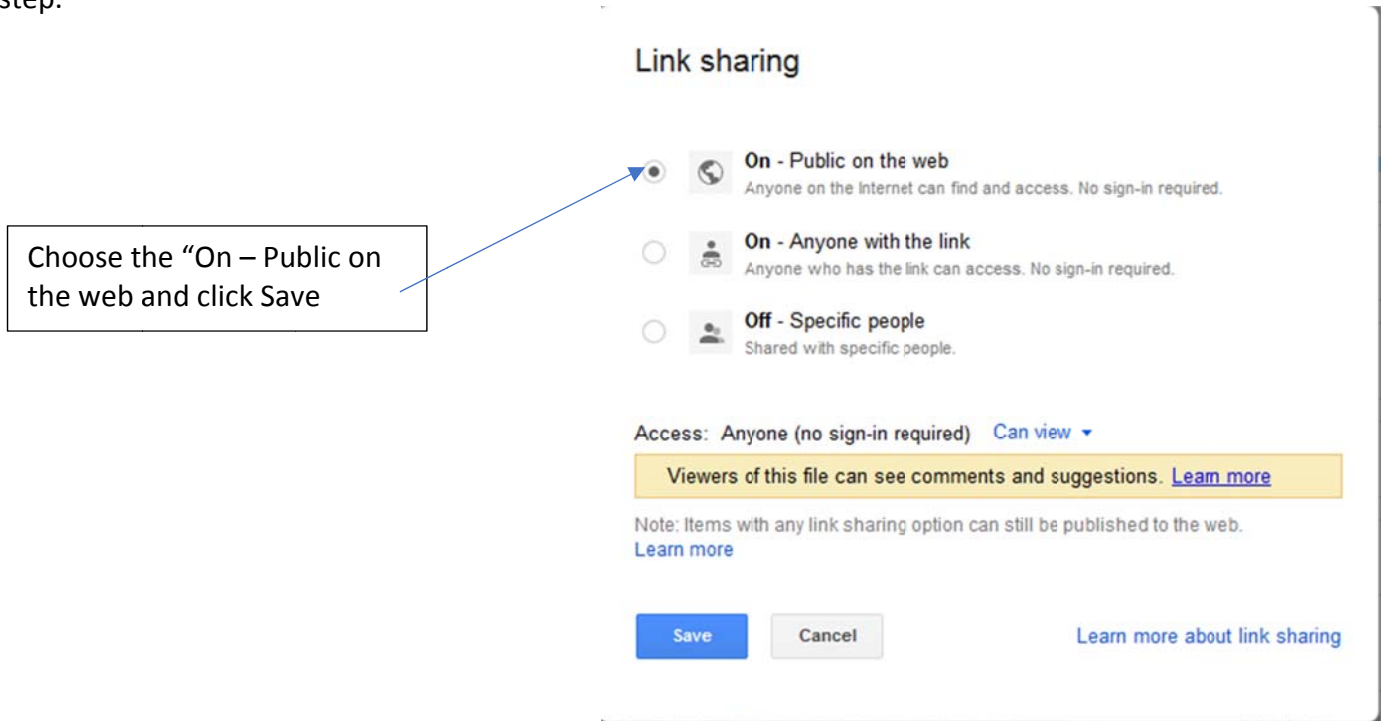 step.
Link sharing
On - Public on the web
Anyone on the Internet can find and access. No sign-in required.
Choose the “On – Public on
the web and click Save
On - Anyone with the link
Anyone who has the link can access. No sign-in required.
Off - Specific people
Shared with specific people.
Access: Anyone (no sign-in required) Can view
Viewers of this file can see comments and suggestions. Learn more
Note: Items with any link sharing option can still be published to the web.
Learn more
Save Cancel Learn more about link sharing